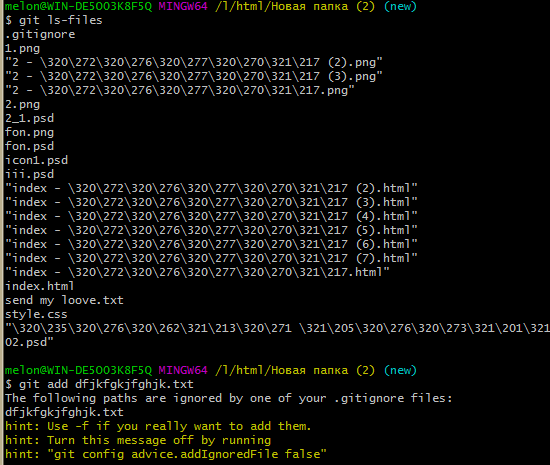 melon@WIN-DE5OO3K8F5Q MINGW64 /l/html/Новая папка (2) (new)
$ git ls-files
.gitignore
1.png
"2 - \320\272\320\276\320\277\320\270\321\217 (2).png"
"2 - \320\272\320\276\320\277\320\270\321\217 (3).png"
"2 - \320\272\320\276\320\277\320\270\321\217.png"
2.png
2_1.psd
fon.png
fon.psd
icon1.psd
iii.psd
"index - \320\272\320\276\320\277\320\270\321\217 (2).html"
"index - \320\272\320\276\320\277\320\270\321\217 (3).html"
"index - \320\272\320\276\320\277\320\270\321\217 (4).html"
"index - \320\272\320\276\320\277\320\270\321\217 (5).html"
"index - \320\272\320\276\320\277\320\270\321\217 (6).html"
"index - \320\272\320\276\320\277\320\270\321\217 (7).html"
"index - \320\272\320\276\320\277\320\270\321\217.html"
index.html
send my loove.txt
style.css
"\320\235\320\276\320\262\321\213\320\271 \321\205\320\276\320\273\321\201\321
02.psd"
melon@WIN-DE5OO3K8F5Q MINGW64 /l/html/Новая папка (2) (new)
$ git add dfjkfgkjfghjk.txt
The following paths are ignored by one of your .gitignore files:
dfjkfgkjfghjk.txt
hint: Use -f if you really want to add them.
hint: Turn this message off by running
hint: "git config advice.addIgnoredFile false"